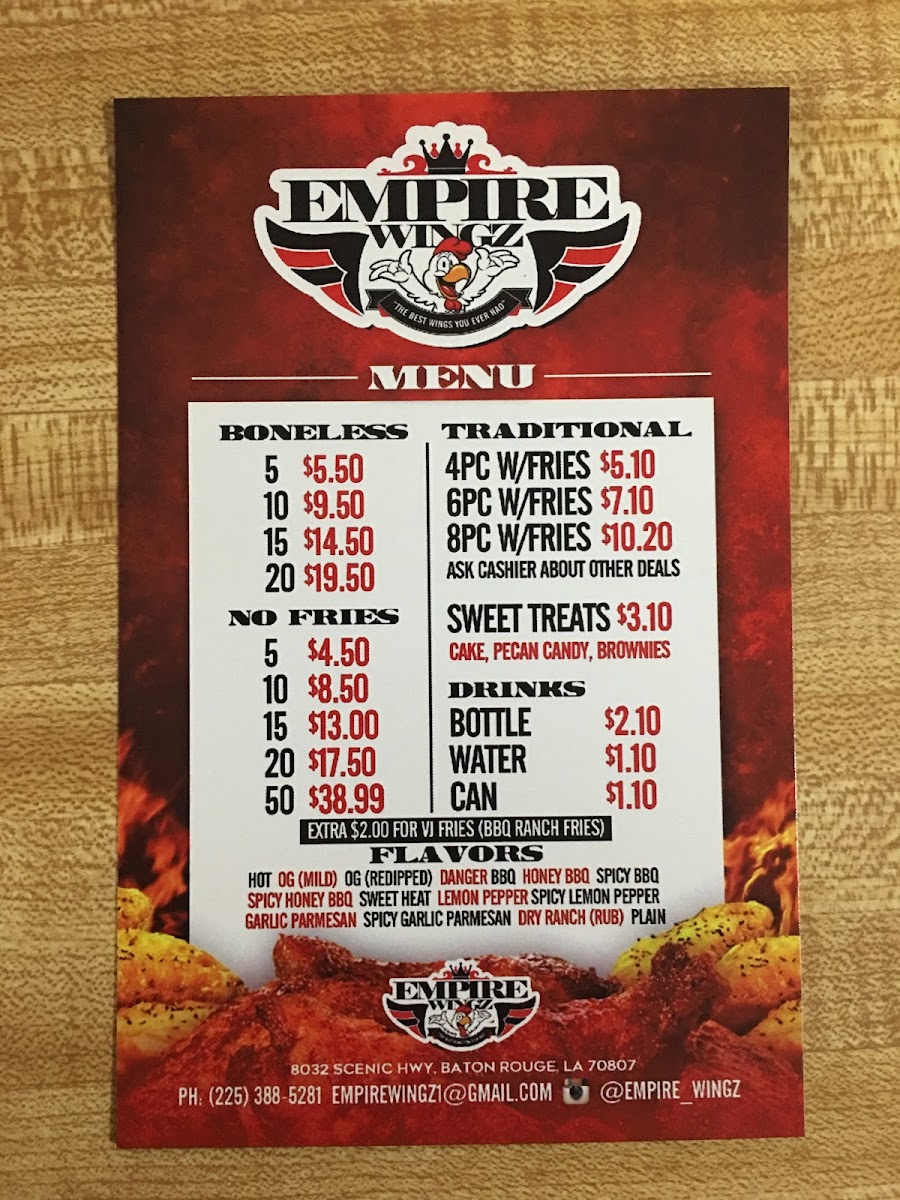 EMPIRE
WINGZ
"THE BEST WINGS YOU EVER HAD"
MENU
BONELESS
5 $5.50
10 $9.50
15 $14.50
20 $19.50
NO FRIES
5 $4.50
10 $8.50
15 $13.00
20 $17.50
50 $38.99
TRADITIONAL
4PC W/FRIES $5.10
6PC W/FRIES $7.10
8PC W/FRIES $10.20
ASK CASHIER ABOUT OTHER DEALS
SWEET TREATS $3.10
CAKE, PECAN CANDY, BROWNIES
DRINKS
BOTTLE $2.10
WATER $1.10
CAN $1.10
EXTRA $2.00 FOR VJ FRIES (BBQ RANCH FRIES)
FLAVORS
HOT OG (MILD) OG (REDIPPED) DANGER BBQ HONEY BBQ SPICY BBQ
SPICY HONEY BBQ SWEET HEAT LEMON PEPPER SPICY LEMON PEPPER
GARLIC PARMESAN SPICY GARLIC PARMESAN DRY RANCH (RUB) PLAIN
EMPIRE
WINGZ
8032 SCENIC HWY, BATON ROUGE, LA 70807
PH: (225) 388-5281 EMPIREWINGZ1@GMAIL.COM @EMPIRE_WINGZ